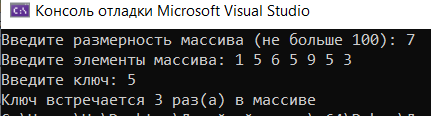 Консоль отладки Microsoft Visual Studio
Введите размерность массива (не больше 100): 7
Введите элементы массива: 1 5 6 5 9 5 3
Введите ключ: 5
Ключ встречается 3 раз(а) в массиве